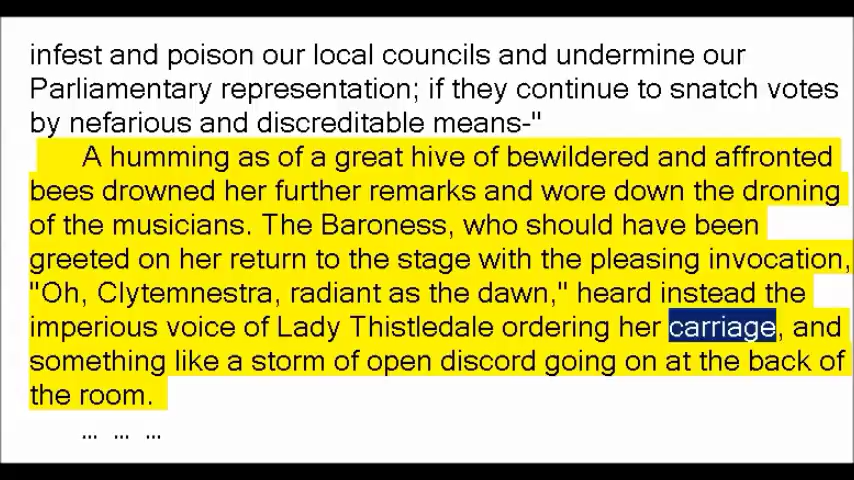 infest and poison our local councils and undermine our
Parliamentary representation; if they continue to snatch votes
by nefarious and discreditable means-"
A humming as of a great hive of bewildered and affronted
bees drowned her further remarks and wore down the droning
of the musicians. The Baroness, who should have been
greeted on her return to the stage with the pleasing invocation,
"Oh, Clytemnestra, radiant as the dawn," heard instead the
imperious voice of Lady Thistledale ordering her carriage, and
something like a storm of open discord going on at the back of
the room.
... ... ...